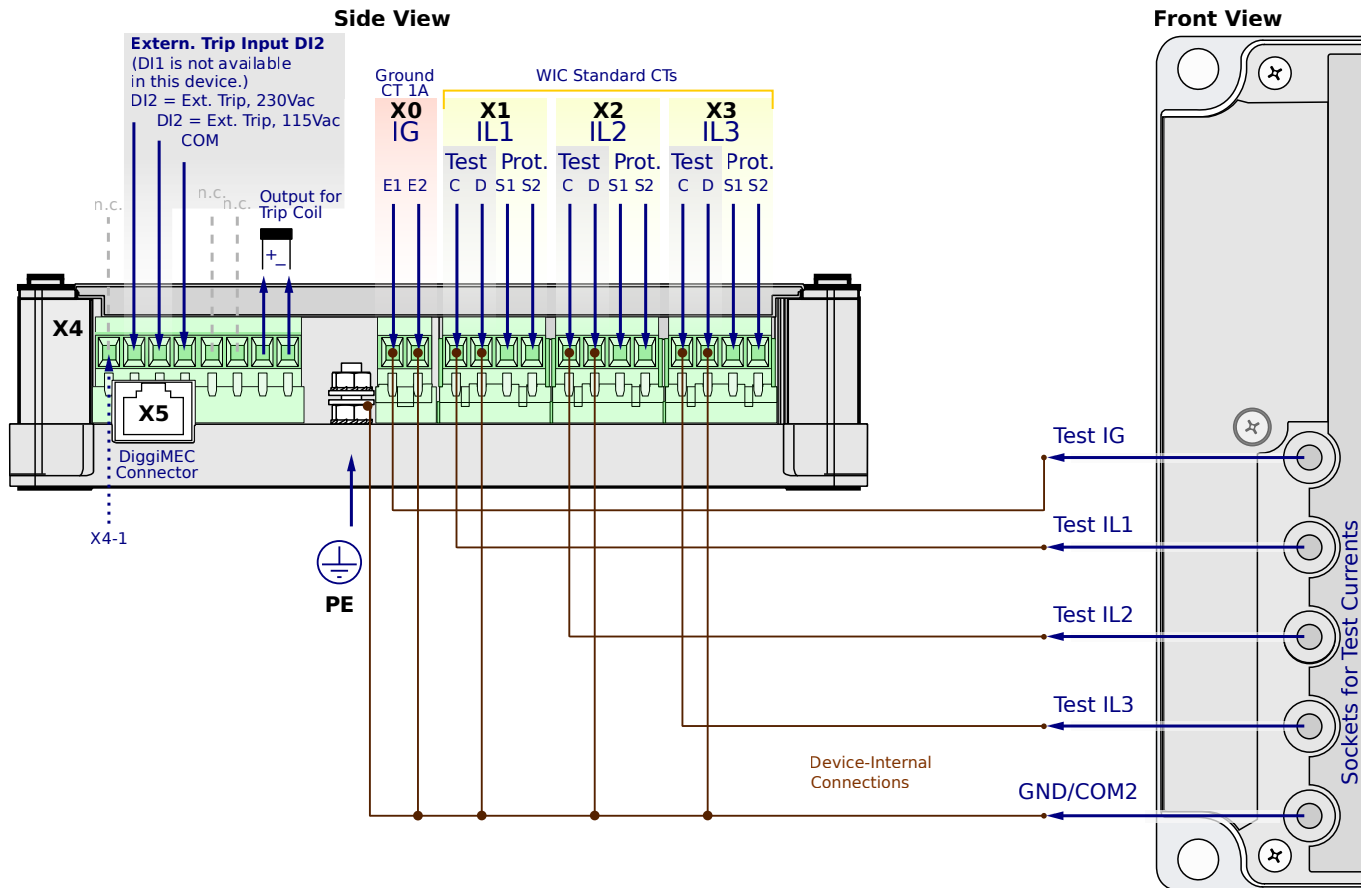 Side View
Front View
Extern. Trip Input DI2
(DI1 is not available
in this device.)
DI2 = Ext. Trip, 230Vac
DI2 = Ext. Trip, 115Vac
COM
n.c.
n.c.
n.c.
Output for
Trip Coil
+
−
Ground
CT 1A
X0
IG
E1 E2
WIC Standard CTs
X1
IL1
Test Prot.
C D S1 S2
X2
IL2
Test Prot.
C D S1 S2
X3
IL3
Test Prot.
C D S1 S2
X4
X5
DiggiMEC
Connector
X4-1
PE
Test IG
Test IL1
Test IL2
Test IL3
GND/COM2
Device-Internal
Connections
Sockets for Test Currents